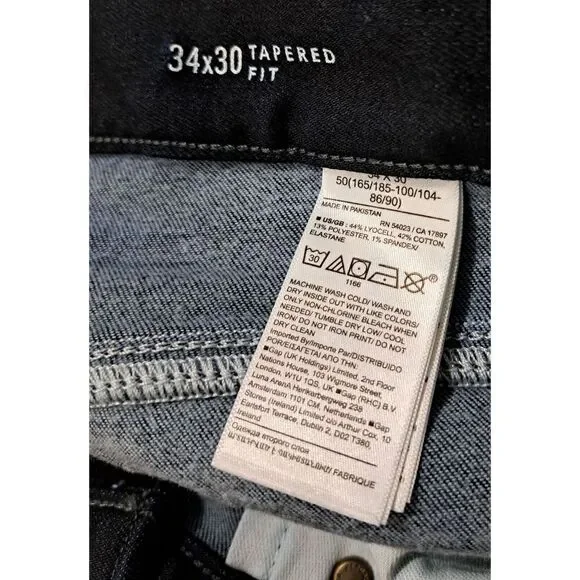 34x30 TAPERED
FIT
34 X 30
50(165/185-100/104-
86/90)
MADE IN PAKISTAN RN 54023 / CA 17897
■ US/GB: 44% LYOCELL, 42% COTTON,
13% POLYESTER, 1% SPANDEX/
ELASTANE
30
1166
MACHINE WASH COLD/ WASH AND
DRY INSIDE OUT WITH LIKE COLORS/
ONLY NON-CHLORINE BLEACH WHEN
NEEDED/ TUMBLE DRY LOW/ COOL
IRON/ DO NOT IRON PRINT/ DO NOT
DRY CLEAN
Imported By/Importe Par/DISTRIBUIDO
POR/ΕΙΣΑΓΕΤΑΙ ΑΠΟ:
■Gap (UK Holdings) Limited, 2nd Floor
Nations House, 103 Wigmore Street,
London, W1U 1QS, UK ■Gap (RHC) B.V.
Luna ArenA Herikerbergweg 238
Amsterdam 1101 CM, Netherlands ■Gap
Stores (Ireland) Limited c/o Arthur Cox, 10
Earlsfort Terrace, Dublin 2, D02 T380,
Ireland
Одежда второго слоя
FABRIQUE